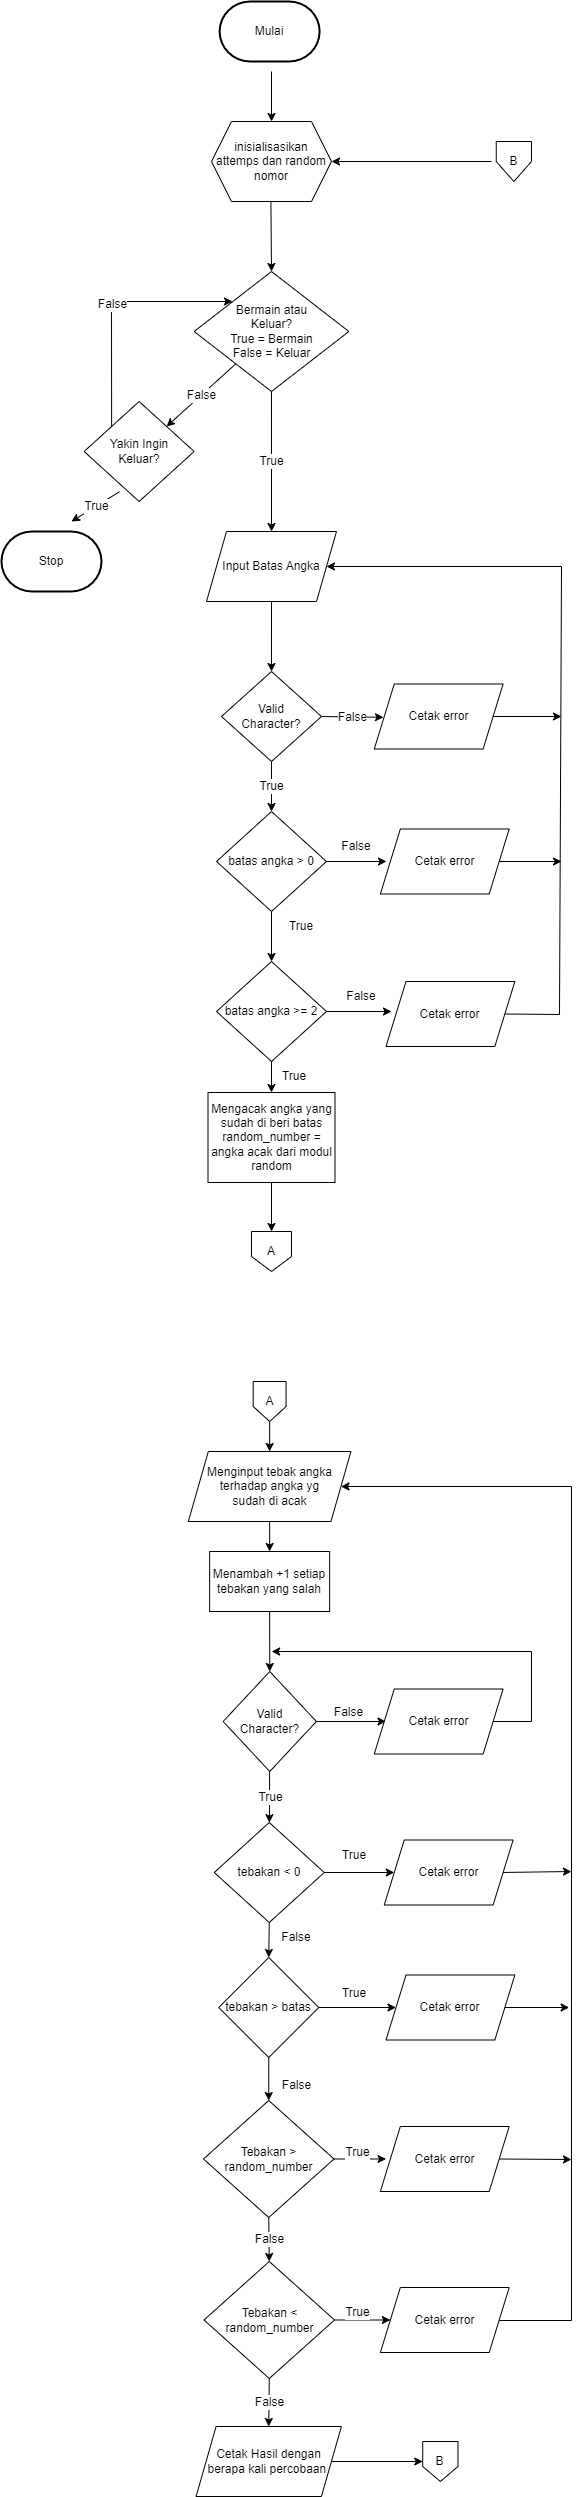 Mulai
inisialisasikan
attemps dan random
nomor
B
Bermain atau
Keluar?
True = Bermain
False = Keluar
False
False
Yakin Ingin
Keluar?
True
True
Stop
Input Batas Angka
Valid
Character?
False
Cetak error
True
batas angka > 0
False
Cetak error
True
batas angka >= 2
False
Cetak error
True
Mengacak angka yang
sudah di beri batas
random_number =
angka acak dari modul
random
A
A
Menginput tebak angka
terhadap angka yg
sudah di acak
Menambah +1 setiap
tebakan yang salah
Valid
Character?
False
Cetak error
True
tebakan < 0
True
Cetak error
False
tebakan > batas
True
Cetak error
False
Tebakan >
random_number
True
Cetak error
False
Tebakan <
random_number
True
Cetak error
False
Cetak Hasil dengan
berapa kali percobaan
B